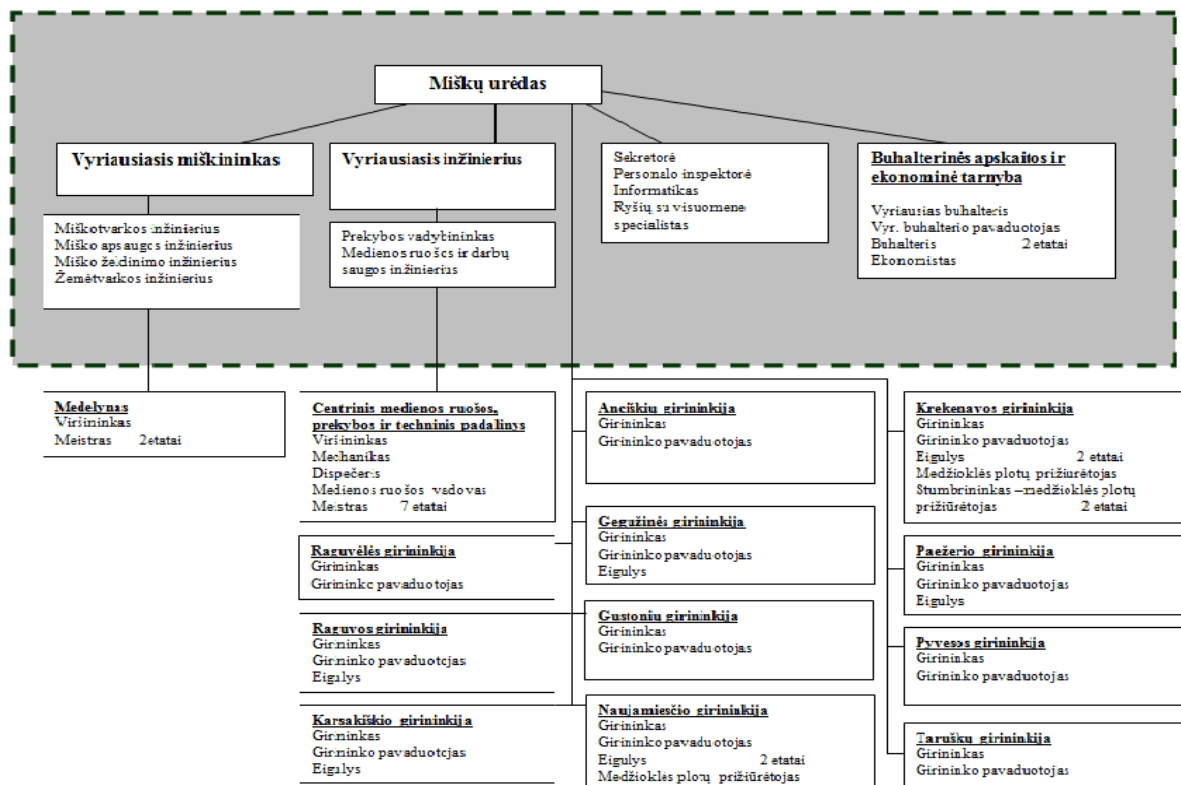 Miškų urėdas
Vyriausiasis miškininkas
Miškotvarkos inžinierius
Miško apsaugos inžinierius
Miško želdinimo inžinierius
Žemėtvarkos inžinierius
Vyriausiasis inžinierius
Prekybos vadybininkas
Medienos ruošos ir darbų
saugos inžinierius
Sekretorė
Personalo inspektorė
Informatikas
Ryšių su visuomene
specialistas
Buhalterinės apskaitos ir
ekonominė tarnyba
Vyriausias buhalteris
Vyr. buhalterio pavaduotojas
Buhalteris 2 etatai
Ekonomistas
Medelynas
Viršininkas
Meistras 2etatai
Centrinis medienos ruošos,
prekybos ir techninis padalinys
Viršininkas
Mechanikas
Dispečeris
Medienos ruošos vadovas
Meistras 7 etatai
Raguvėlės girininkija
Girininkas
Girininko pavaduotojas
Raguvos girininkija
Girininkas
Girininko pavaduotojas
Eigulys
Karsakiškio girininkija
Girininkas
Girininko pavaduotojas
Eigulys
Anciškių girininkija
Girininkas
Girininko pavaduotojas
Gegužinės girininkija
Girininkas
Girininko pavaduotojas
Eigulys
Gustonių girininkija
Girininkas
Girininko pavaduotojas
Naujamiesčio girininkija
Girininkas
Girininko pavaduotojas
Eigulys 2 etatai
Medžioklės plotų prižiūrėtojas
Krekenavos girininkija
Girininkas
Girininko pavaduotojas
Eigulys 2 etatai
Medžioklės plotų prižiūrėtojas
Stumbrininkas –medžioklės plotų
prižiūrėtojas 2 etatai
Paežerio girininkija
Girininkas
Girininko pavaduotojas
Eigulys
Pyvesos girininkija
Girininkas
Girininko pavaduotojas
Taruškų girininkija
Girininkas
Girininko pavaduotojas